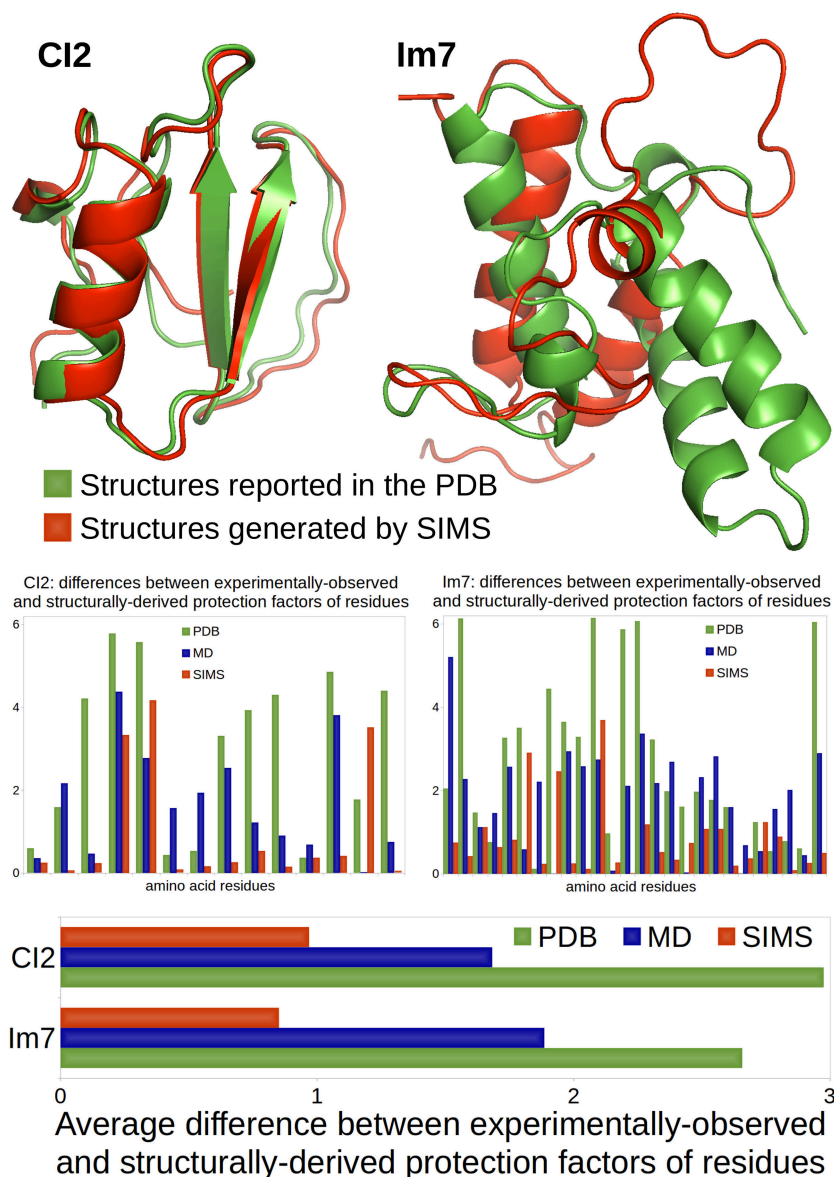 CI2
Im7
Structures reported in the PDB
Structures generated by SIMS
CI2: differences between experimentally-observed
and structurally-derived protection factors of residues
6
4
2
0
PDB
MD
SIMS
amino acid residues
Im7: differences between experimentally-observed
and structurally-derived protection factors of residues
6
4
2
0
PDB
MD
SIMS
amino acid residues
PDB MD SIMS
CI2
Im7
0 1 2 3
Average difference between experimentally-observed
and structurally-derived protection factors of residues